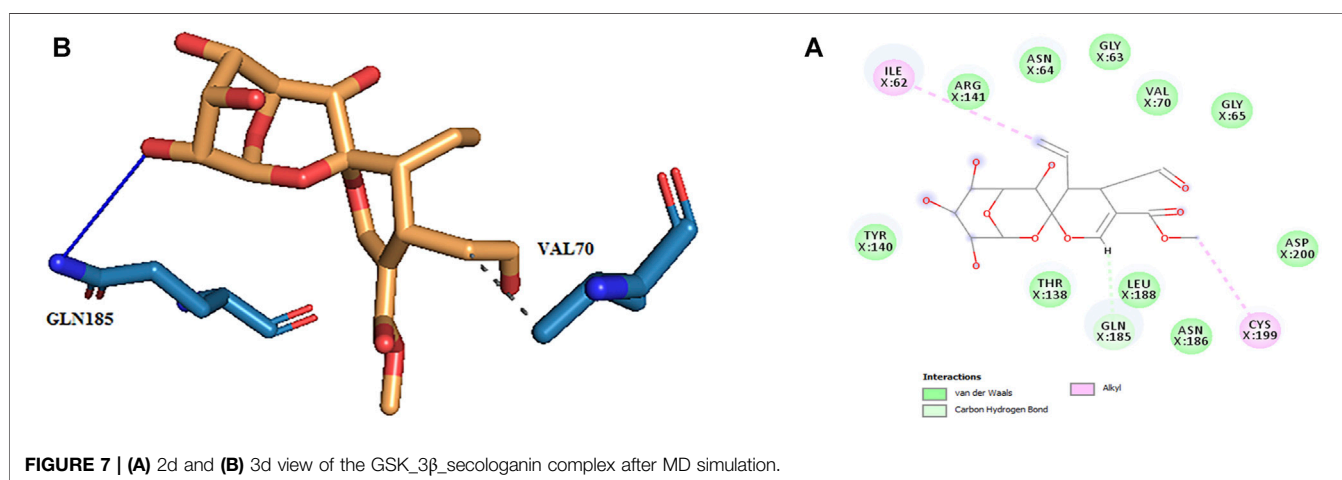 B
GLN185
VAL70
A
ILE
X:62
ARG
X:141
ASN
X:64
GLY
X:63
VAL
X:70
GLY
X:65
O
O
O
O
O
O
O
O
O
O
O
H
TYR
X:140
THR
X:138
LEU
X:188
GLN
X:185
ASN
X:186
CYS
X:199
ASP
X:200
Interactions
van der Waals
Carbon Hydrogen Bond
Alkyl
FIGURE 7 | (A) 2d and (B) 3d view of the GSK_3β_secologanin complex after MD simulation.